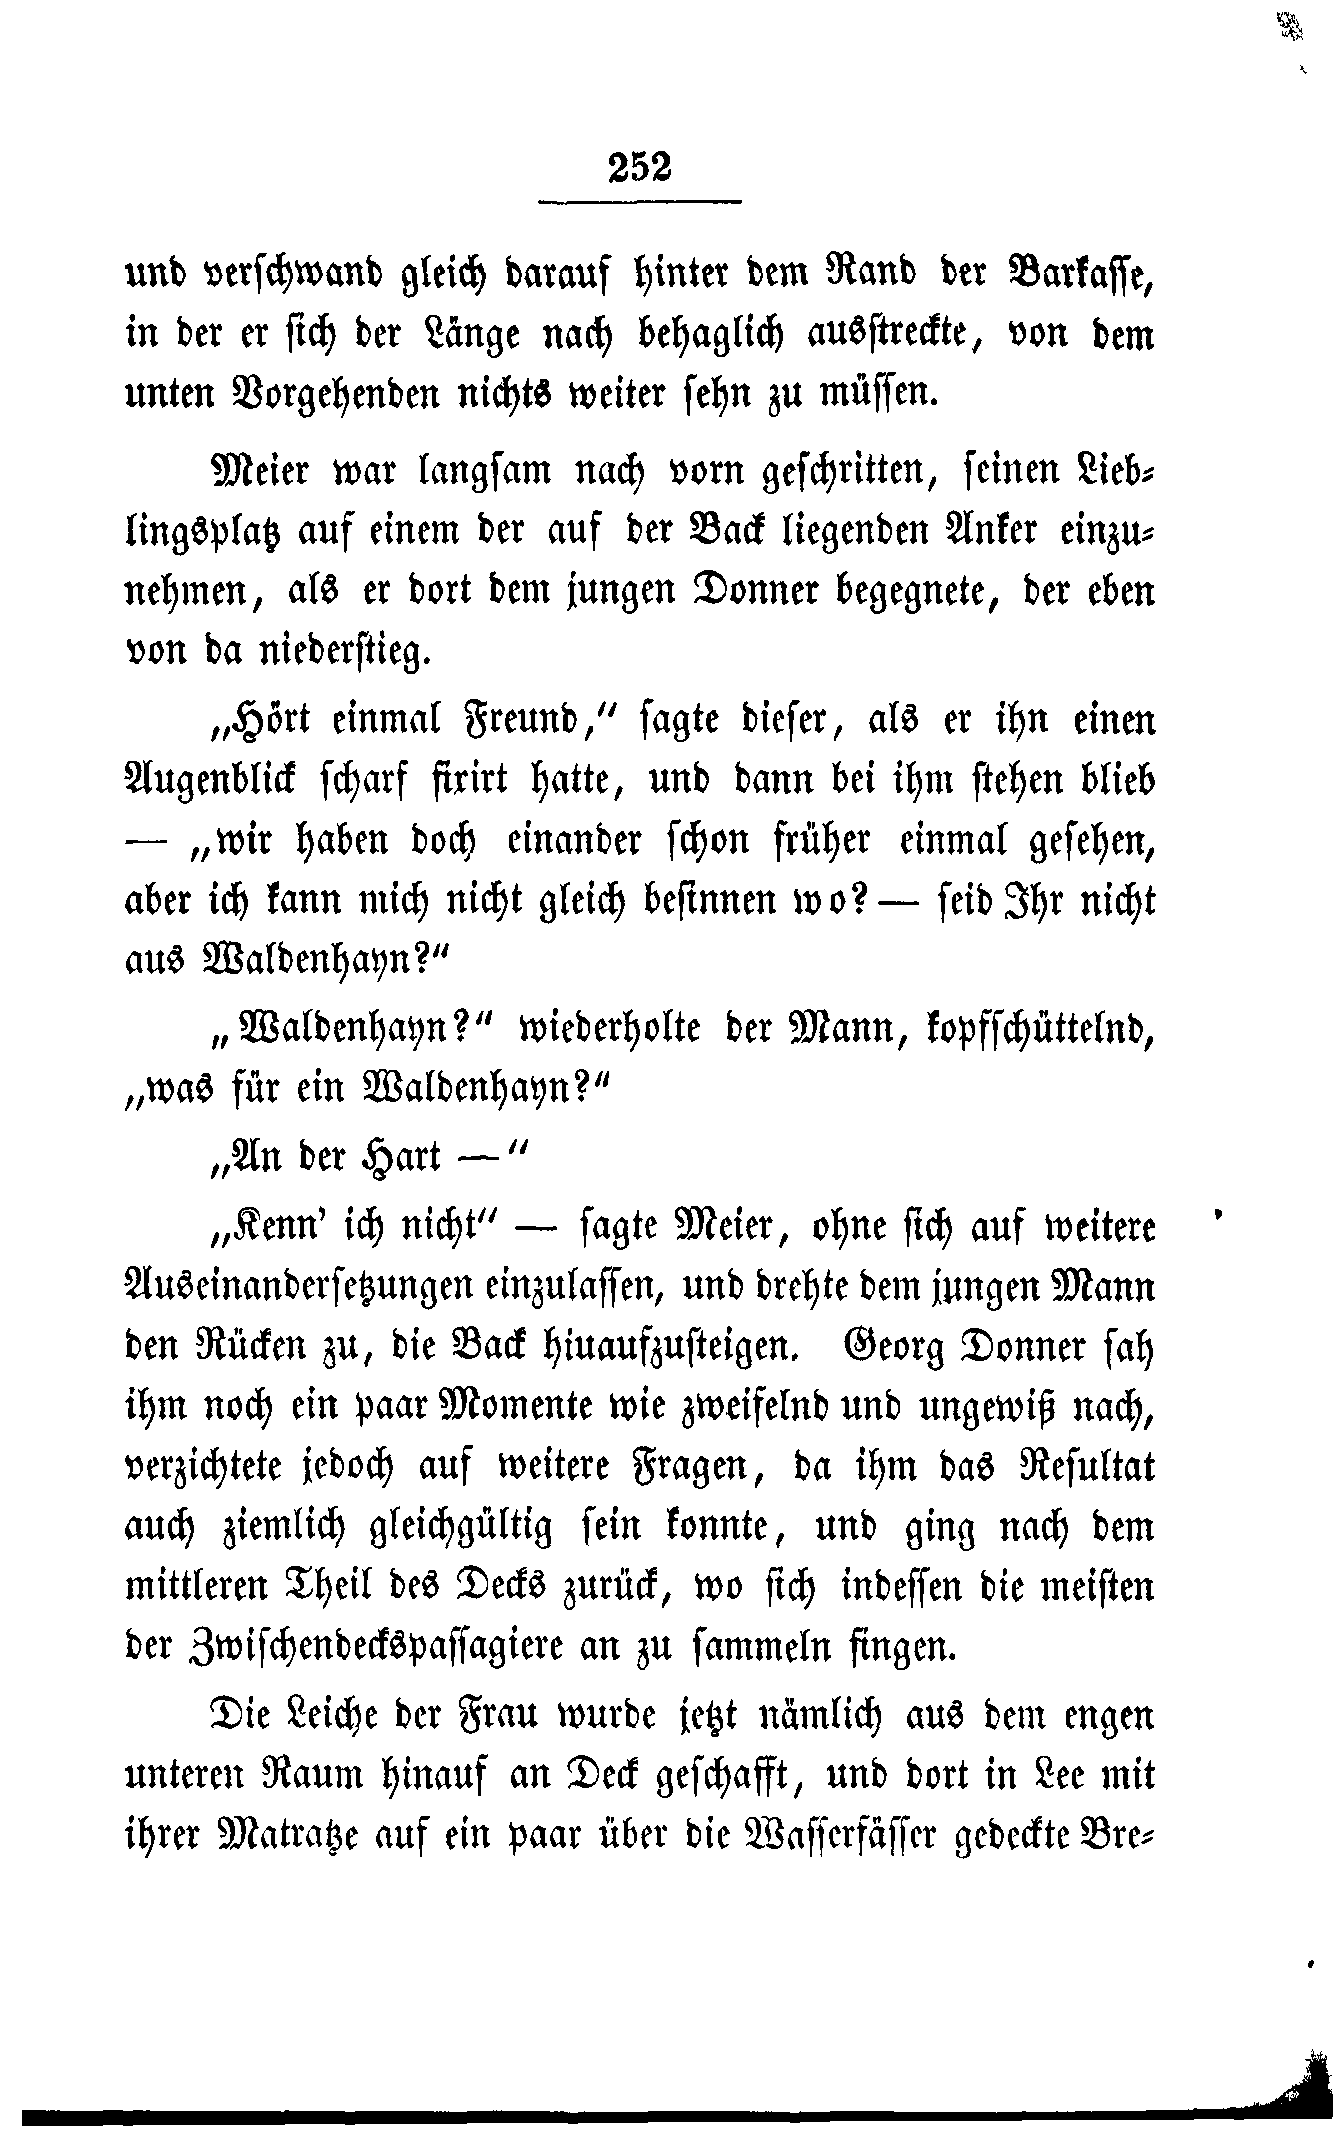 252
und verschwand gleich darauf hinter dem Rand der Barkasse,
in der er sich der Länge nach behaglich ausstreckte, von dem
unten Vorgehenden nichts weiter sehn zu müssen.
Meier war langsam nach vorn geschritten, seinen Lieb-
lingsplatz auf einem der auf der Back liegenden Anker einzu-
nehmen, als er dort dem jungen Donner begegnete, der eben
von da niederstieg.
„Hört einmal Freund,“ sagte dieser, als er ihn einen
Augenblick scharf fixirt hatte, und dann bei ihm stehen blieb
— „wir haben doch einander schon früher einmal gesehen,
aber ich kann mich nicht gleich besinnen wo? — seid Ihr nicht
aus Waldenhayn?“
„Waldenhayn?“ wiederholte der Mann, kopfschüttelnd,
„was für ein Waldenhayn?“
„An der Hart —“
„Kenn’ ich nicht“ — sagte Meier, ohne sich auf weitere
Auseinandersetzungen einzulassen, und drehte dem jungen Mann
den Rücken zu, die Back hiuaufzusteigen. Georg Donner sah
ihm noch ein paar Momente wie zweifelnd und ungewiß nach,
verzichtete jedoch auf weitere Fragen, da ihm das Resultat
auch ziemlich gleichgültig sein konnte, und ging nach dem
mittleren Theil des Decks zurück, wo sich indessen die meisten
der Zwischendeckspassagiere an zu sammeln fingen.
Die Leiche der Frau wurde jetzt nämlich aus dem engen
unteren Raum hinauf an Deck geschafft, und dort in Lee mit
ihrer Matratze auf ein paar über die Wasserfässer gedeckte Bre-